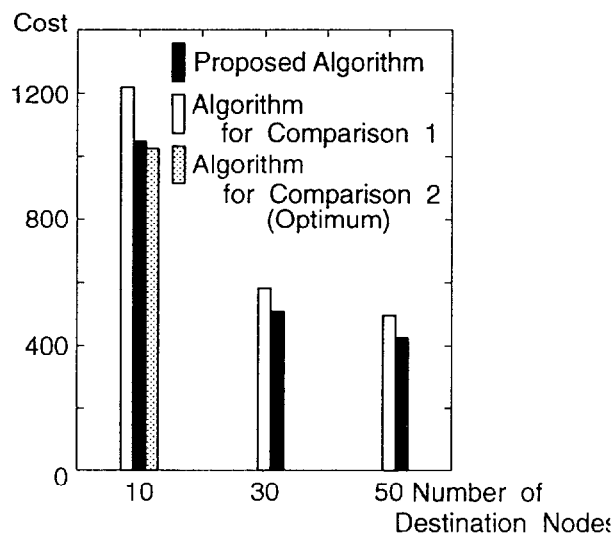 Cost
Proposed Algorithm
1200
Algorithm
for Comparison 1
Algorithm
for Comparison 2
(Optimum)
800
400
0
10
30
50
Number of
Destination Nodes